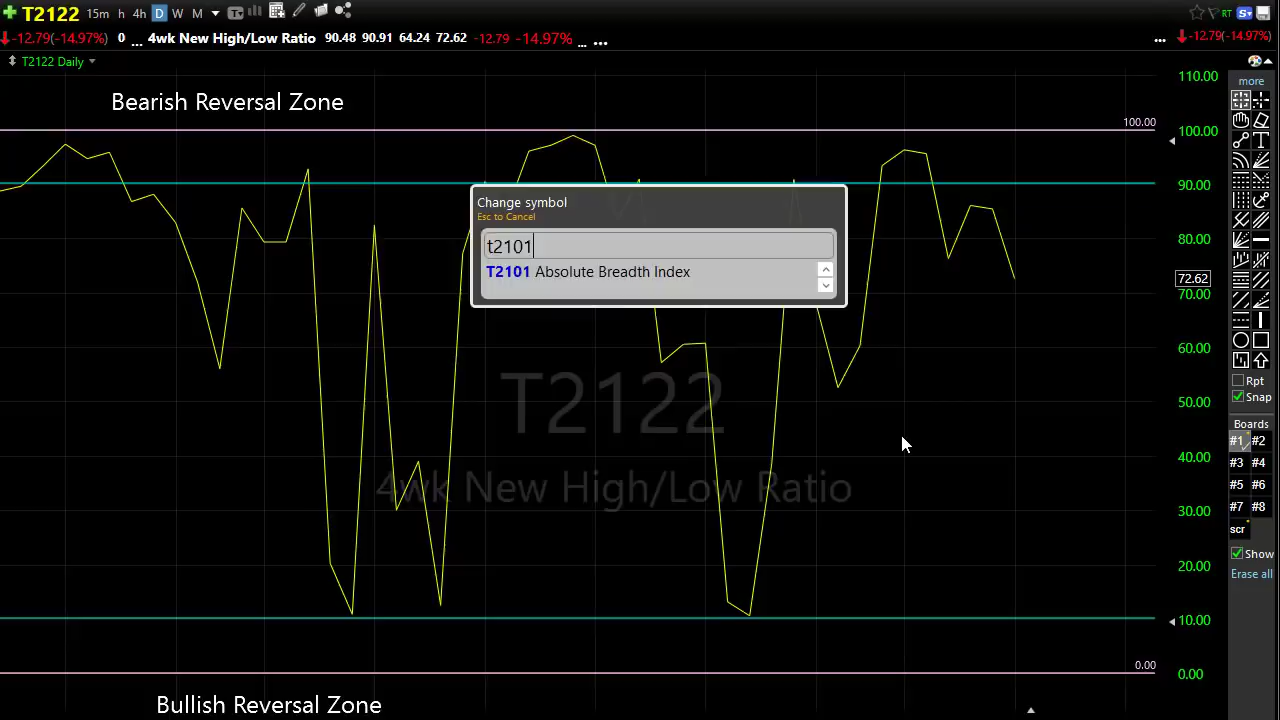 T2122 15m h 4h D W M
RT S
-12.79(-14.97%) 0 ... 4wk New High/Low Ratio 90.48 90.91 64.24 72.62 -12.79 -14.97% ... ... ... -12.79(-14.97%)
T2122 Daily
more
Bearish Reversal Zone
110.00
100.00
100.00
90.00
80.00
72.62
70.00
60.00
50.00
40.00
30.00
20.00
10.00
0.00
0.00
Change symbol
Esc to Cancel
t2101
T2101 Absolute Breadth Index
T2122
4wk New High/Low Ratio
Bullish Reversal Zone
Rpt
Snap
Boards
#1 #2
#3 #4
#5 #6
#7 #8
scr
Show
Erase all